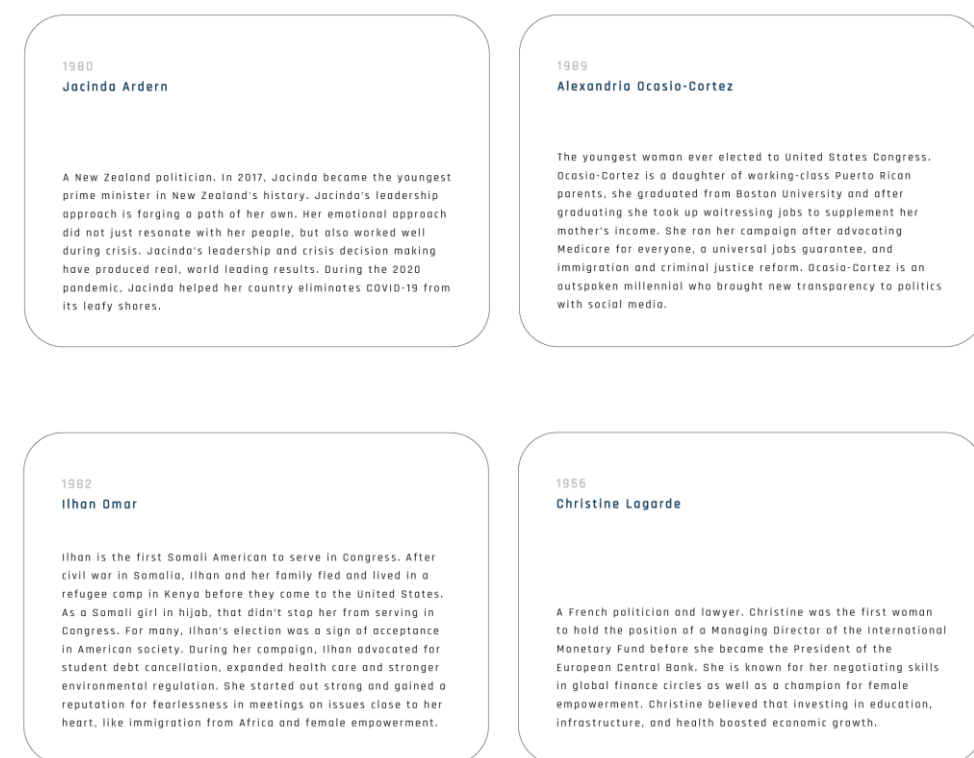 1980
Jacinda Ardern
A New Zealand politician. In 2017, Jacinda became the youngest
prime minister in New Zealand's history. Jacinda's leadership
approach is forging a path of her own. Her emotional approach
did not just resonate with her people, but also worked well
during crisis. Jacinda's leadership and crisis decision making
have produced real, world leading results. During the 2020
pandemic, Jacinda helped her country eliminates COVID-19 from
its leafy shores.
1989
Alexandria Ocasio-Cortez
The youngest woman ever elected to United States Congress.
Ocasio-Cortez is a daughter of working-class Puerto Rican
parents, she graduated from Boston University and after
graduating she took up waitressing jobs to supplement her
mother's income. She ran her campaign after advocating
Medicare for everyone, a universal jobs guarantee, and
immigration and criminal justice reform. Ocasio-Cortez is an
outspoken millennial who brought new transparency to politics
with social media.
1982
Ilhan Omar
Ilhan is the first Somali American to serve in Congress. After
civil war in Somalia, Ilhan and her family fled and lived in a
refugee camp in Kenya before they come to the United States.
As a Somali girl in hijab, that didn't stop her from serving in
Congress. For many, Ilhan's election was a sign of acceptance
in American society. During her campaign, Ilhan advocated for
student debt cancellation, expanded health care and stronger
environmental regulation. She started out strong and gained a
reputation for fearlessness in meetings on issues close to her
heart, like immigration from Africa and female empowerment.
1956
Christine Lagarde
A French politician and lawyer. Christine was the first woman
to hold the position of a Managing Director of the International
Monetary Fund before she became the President of the
European Central Bank. She is known for her negotiating skills
in global finance circles as well as a champion for female
empowerment. Christine believed that investing in education,
infrastructure, and health boosted economic growth.